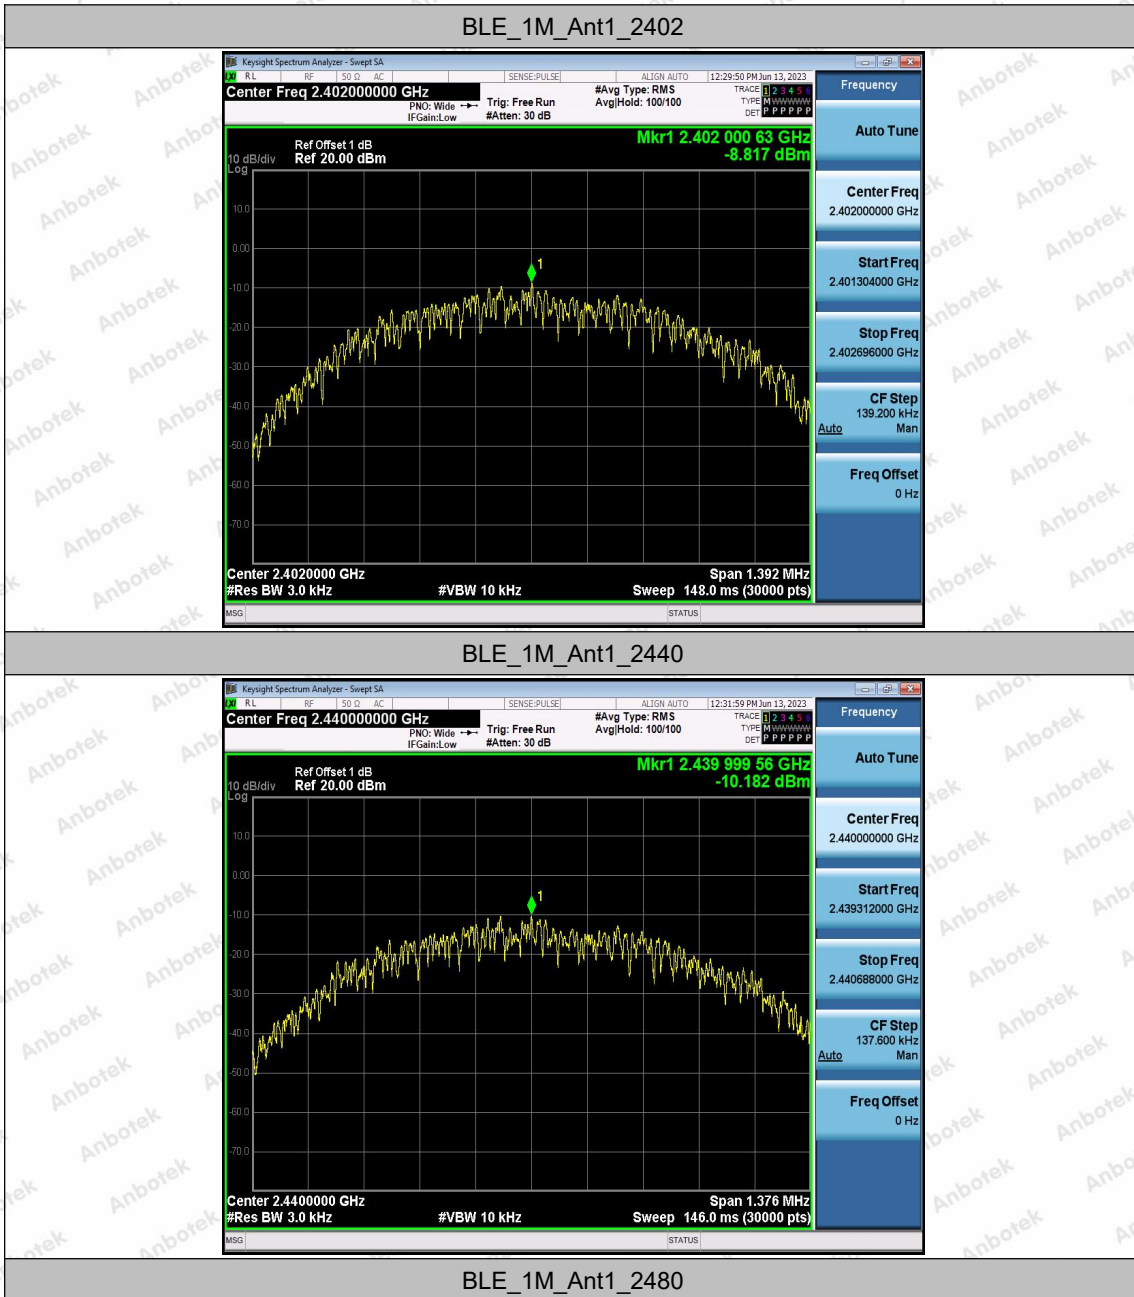 BLE_1M_Ant1_2402
Keysight Spectrum Analyzer - Swept SA
LXI RL RF 50 Ω AC SENSE:PULSE ALIGN AUTO 12:29:50 PM Jun 13, 2023
Center Freq 2.402000000 GHz
PNO: Wide
IFGain:Low
Trig: Free Run
#Atten: 30 dB
#Avg Type: RMS
Avg|Hold: 100/100
TRACE 1 2 3 4 5 6
TYPE M W W W W W
DET P P P P P P
Frequency
Auto Tune
Ref Offset 1 dB
10 dB/div Ref 20.00 dBm
Log
Mkr1 2.402 000 63 GHz
-8.817 dBm
10.0
0.00
-10.0
-20.0
-30.0
-40.0
-50.0
-60.0
-70.0
1
Center Freq
2.402000000 GHz
Start Freq
2.401304000 GHz
Stop Freq
2.402696000 GHz
CF Step
139.200 kHz
Auto Man
Freq Offset
0 Hz
Center 2.4020000 GHz Span 1.392 MHz
#Res BW 3.0 kHz #VBW 10 kHz Sweep 148.0 ms (30000 pts)
MSG STATUS
BLE_1M_Ant1_2440
Keysight Spectrum Analyzer - Swept SA
LXI RL RF 50 Ω AC SENSE:PULSE ALIGN AUTO 12:31:59 PM Jun 13, 2023
Center Freq 2.440000000 GHz
PNO: Wide
IFGain:Low
Trig: Free Run
#Atten: 30 dB
#Avg Type: RMS
Avg|Hold: 100/100
TRACE 1 2 3 4 5 6
TYPE M W W W W W
DET P P P P P P
Frequency
Auto Tune
Ref Offset 1 dB
10 dB/div Ref 20.00 dBm
Log
Mkr1 2.439 999 56 GHz
-10.182 dBm
10.0
0.00
-10.0
-20.0
-30.0
-40.0
-50.0
-60.0
-70.0
1
Center Freq
2.440000000 GHz
Start Freq
2.439312000 GHz
Stop Freq
2.440688000 GHz
CF Step
137.600 kHz
Auto Man
Freq Offset
0 Hz
Center 2.4400000 GHz Span 1.376 MHz
#Res BW 3.0 kHz #VBW 10 kHz Sweep 146.0 ms (30000 pts)
MSG STATUS
BLE_1M_Ant1_2480